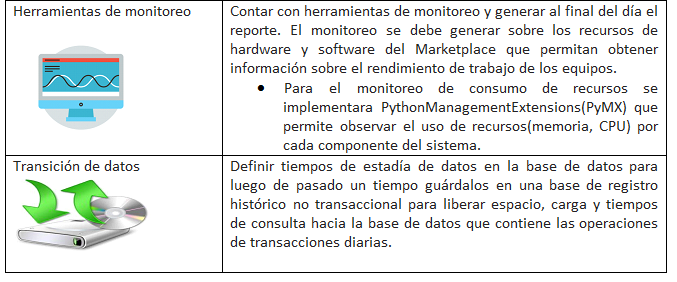 Herramientas de monitoreo
Contar con herramientas de monitoreo y generar al final del día el
reporte. El monitoreo se debe generar sobre los recursos de
hardware y software del Marketplace que permitan obtener
información sobre el rendimiento de trabajo de los equipos.
• Para el monitoreo de consumo de recursos se
implementara PythonManagementExtensions(PyMX) que
permite observar el uso de recursos(memoria, CPU) por
cada componente del sistema.
Transición de datos
Definir tiempos de estadía de datos en la base de datos para
luego de pasado un tiempo guárdalos en una base de registro
histórico no transaccional para liberar espacio, carga y tiempos
de consulta hacia la base de datos que contiene las operaciones
de transacciones diarias.